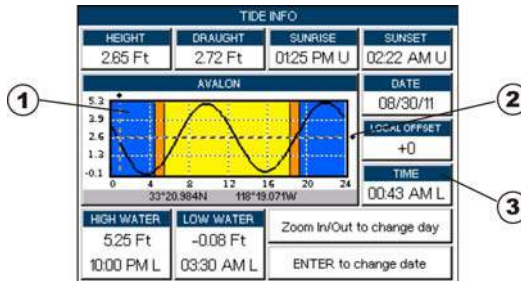 TIDE INFO
HEIGHT DRAUGHT SUNRISE SUNSET
2.65 Ft 2.72 Ft 01:25 PM U 02:22 AM U
AVALON DATE
1 08/30/11 2
5.2
3.9
2.6
1.3
-0.1
LOCAL OFFSET
+0
TIME
00:43 AM L 3
0 4 8 12 16 20 24
33°20.984N 118°19.071W
HIGH WATER LOW WATER
5.25 Ft -0.08 Ft
10:00 PM L 03:30 AM L
Zoom In/Out to change day
ENTER to change date